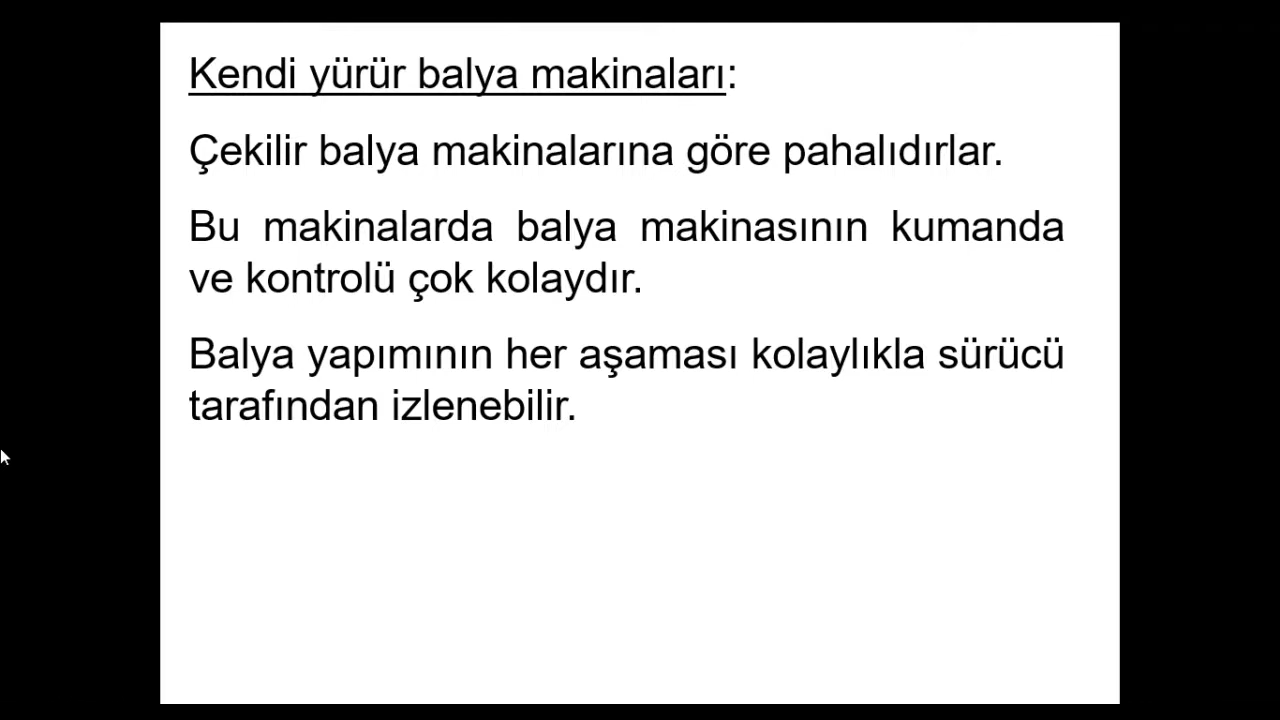 Kendi yürür balya makinaları:
Çekilir balya makinalarına göre pahalıdırlar.
Bu makinalarda balya makinasının kumanda
ve kontrolü çok kolaydır.
Balya yapımının her aşaması kolaylıkla sürücü
tarafından izlenebilir.